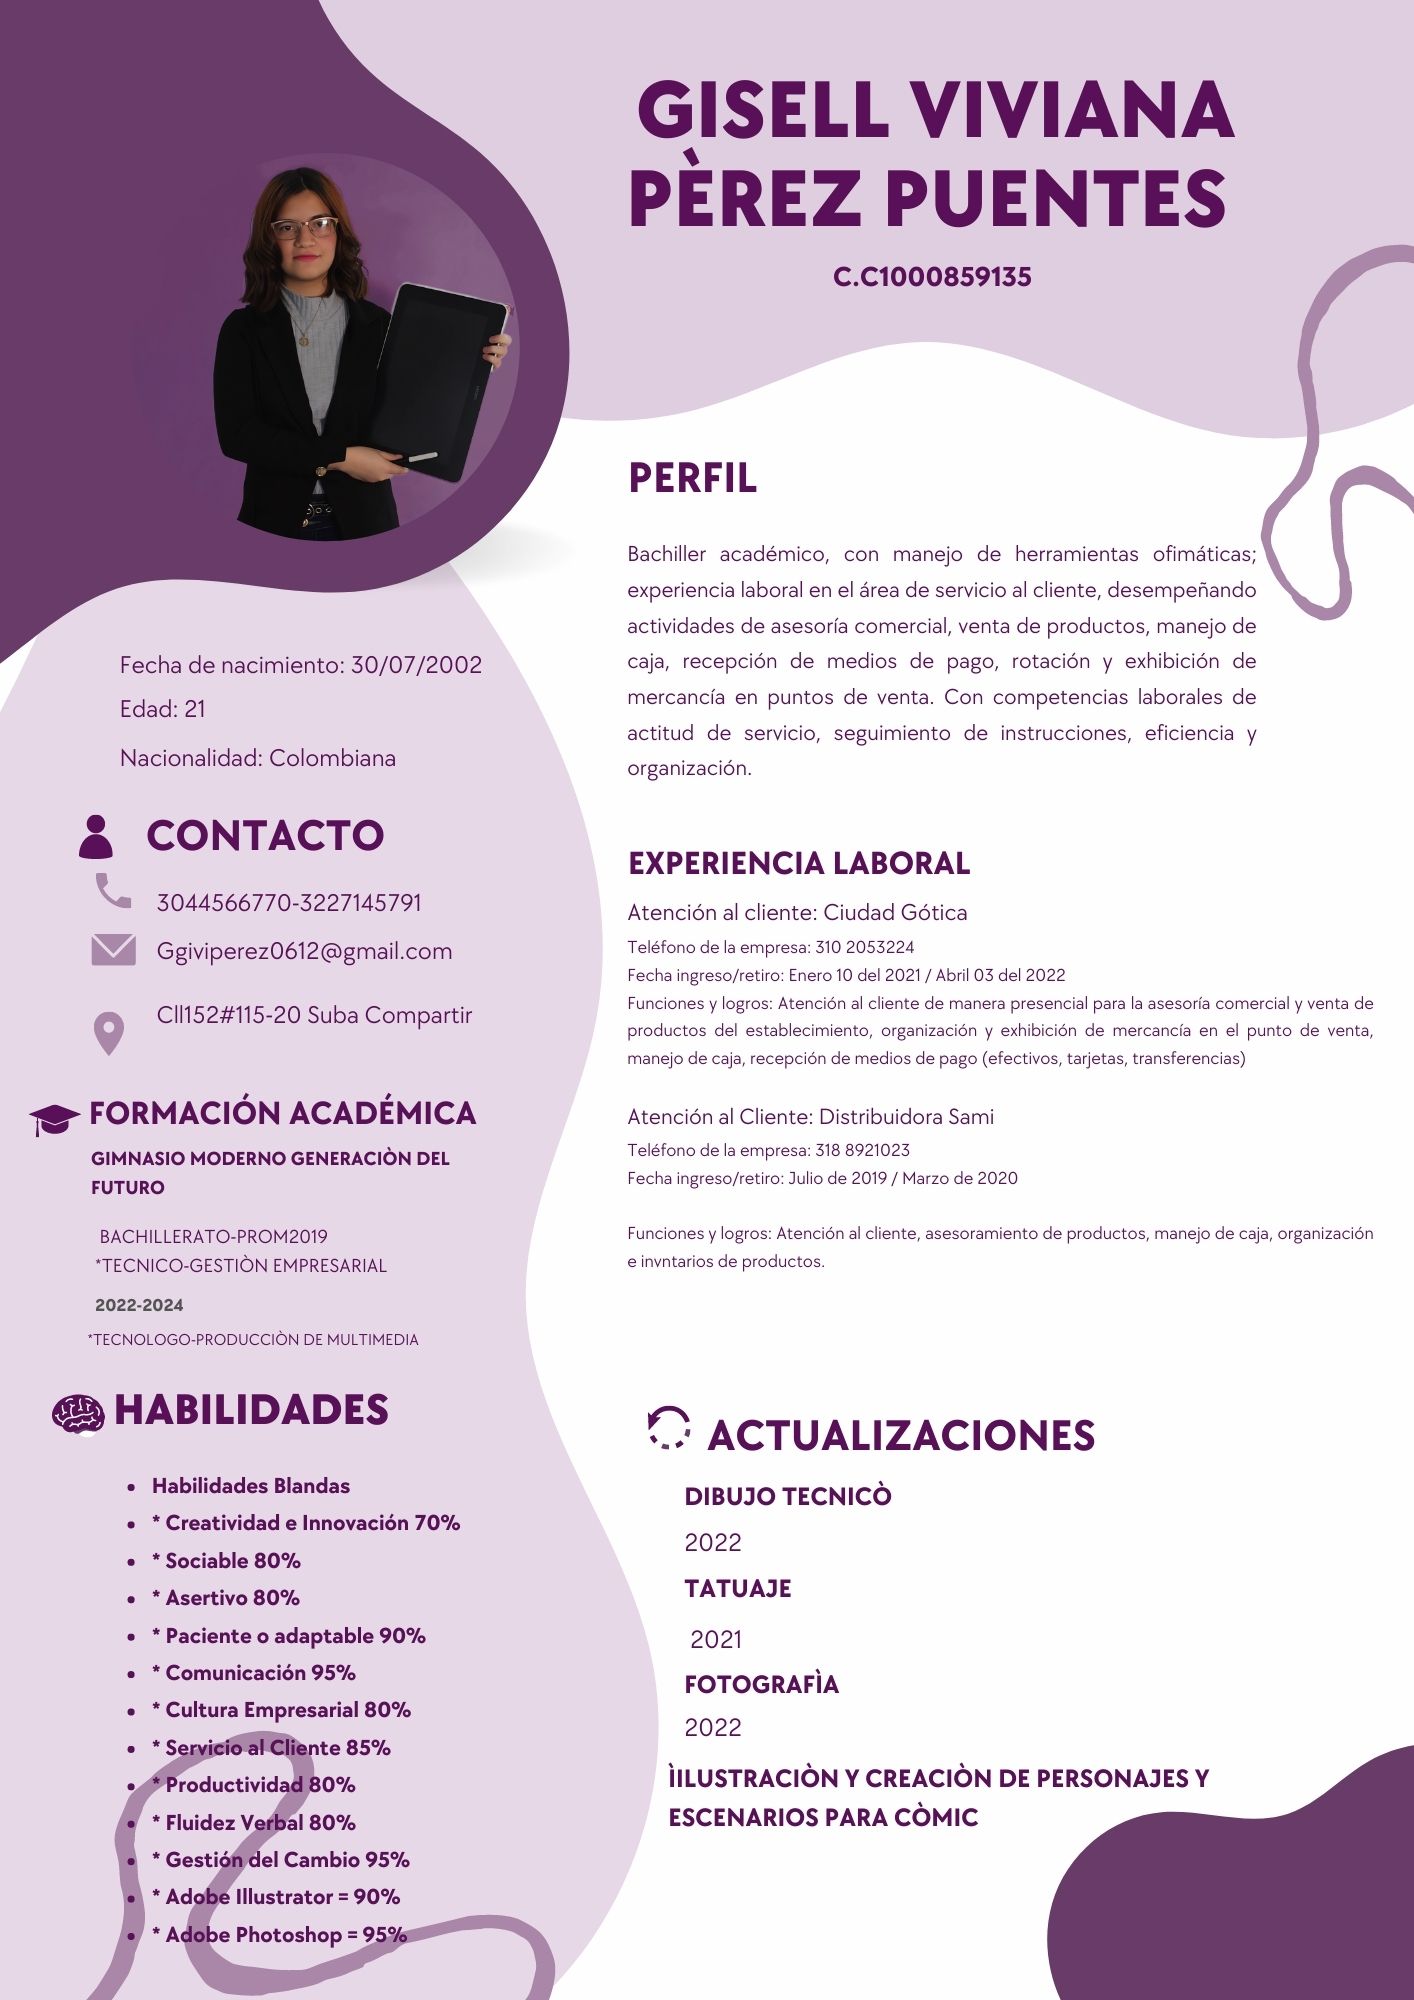 GISELL VIVIANA
PÈREZ PUENTES
C.C1000859135
Fecha de nacimiento: 30/07/2002
Edad: 21
Nacionalidad: Colombiana
CONTACTO
3044566770-3227145791
Ggiviperez0612@gmail.com
Cll152#115-20 Suba Compartir
FORMACIÓN ACADÉMICA
GIMNASIO MODERNO GENERACIÒN DEL
FUTURO
BACHILLERATO-PROM2019
*TECNICO-GESTIÒN EMPRESARIAL
2022-2024
*TECNOLOGO-PRODUCCIÒN DE MULTIMEDIA
HABILIDADES
• Habilidades Blandas
• * Creatividad e Innovación 70%
• * Sociable 80%
• * Asertivo 80%
• * Paciente o adaptable 90%
• * Comunicación 95%
• * Cultura Empresarial 80%
• * Servicio al Cliente 85%
• * Productividad 80%
• * Fluidez Verbal 80%
• * Gestión del Cambio 95%
• * Adobe Illustrator = 90%
• * Adobe Photoshop = 95%
PERFIL
Bachiller académico, con manejo de herramientas ofimáticas;
experiencia laboral en el área de servicio al cliente, desempeñando
actividades de asesoría comercial, venta de productos, manejo de
caja, recepción de medios de pago, rotación y exhibición de
mercancía en puntos de venta. Con competencias laborales de
actitud de servicio, seguimiento de instrucciones, eficiencia y
organización.
EXPERIENCIA LABORAL
Atención al cliente: Ciudad Gótica
Teléfono de la empresa: 310 2053224
Fecha ingreso/retiro: Enero 10 del 2021 / Abril 03 del 2022
Funciones y logros: Atención al cliente de manera presencial para la asesoría comercial y venta de
productos del establecimiento, organización y exhibición de mercancía en el punto de venta,
manejo de caja, recepción de medios de pago (efectivos, tarjetas, transferencias)
Atención al Cliente: Distribuidora Sami
Teléfono de la empresa: 318 8921023
Fecha ingreso/retiro: Julio de 2019 / Marzo de 2020
Funciones y logros: Atención al cliente, asesoramiento de productos, manejo de caja, organización
e invntarios de productos.
ACTUALIZACIONES
DIBUJO TECNICÒ
2022
TATUAJE
2021
FOTOGRAFÌA
2022
ÌILUSTRACIÒN Y CREACIÒN DE PERSONAJES Y
ESCENARIOS PARA CÒMIC